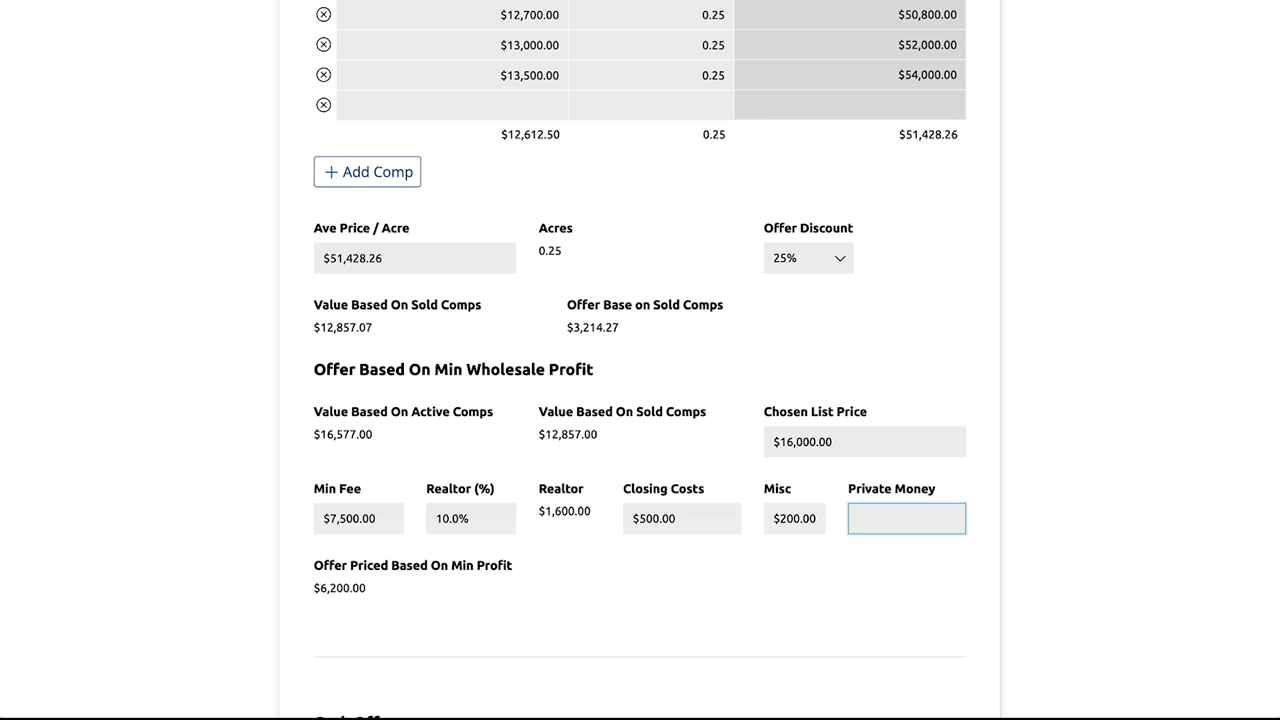 $12,700.00 0.25 $50,800.00
$13,000.00 0.25 $52,000.00
$13,500.00 0.25 $54,000.00
$12,612.50 0.25 $51,428.26
+ Add Comp
Ave Price / Acre Acres Offer Discount
$51,428.26 0.25 25%
Value Based On Sold Comps Offer Base on Sold Comps
$12,857.07 $3,214.27
Offer Based On Min Wholesale Profit
Value Based On Active Comps Value Based On Sold Comps Chosen List Price
$16,577.00 $12,857.00 $16,000.00
Min Fee Realtor (%) Realtor Closing Costs Misc Private Money
$7,500.00 10.0% $1,600.00 $500.00 $200.00
Offer Priced Based On Min Profit
$6,200.00